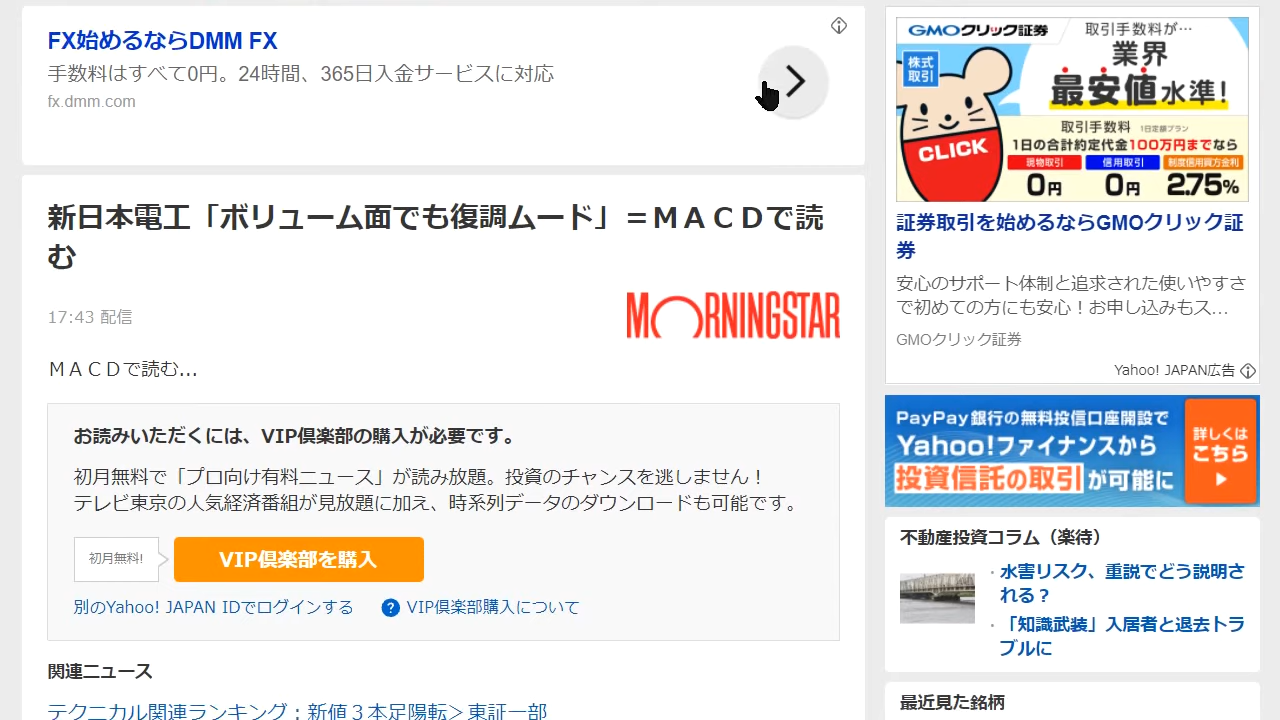 FX始めるならDMM FX
手数料はすべて0円。24時間、365日入金サービスに対応
fx.dmm.com
新日本電工「ボリューム面でも復調ムード」＝ＭＡＣＤで読
む
17:43 配信
MORNINGSTAR
ＭＡＣＤで読む...
お読みいただくには、VIP倶楽部の購入が必要です。
初月無料で「プロ向け有料ニュース」が読み放題。投資のチャンスを逃しません！
テレビ東京の人気経済番組が見放題に加え、時系列データのダウンロードも可能です。
初月無料!
VIP倶楽部を購入
別のYahoo! JAPAN IDでログインする
? VIP倶楽部購入について
関連ニュース
テクニカル関連ランキング：新値３本足陽転＞東証一部
GMOクリック証券
取引手数料が…
株式
取引
業界
最安値水準!
CLICK
取引手数料 1日定額プラン
1日の合計約定代金100万円までなら
現物取引 信用取引 制度信用買方金利
0円 0円 2.75%
証券取引を始めるならGMOクリック証
券
安心のサポート体制と追求された使いやすさ
で初めての方にも安心！お申し込みもス...
GMOクリック証券
Yahoo! JAPAN広告
PayPay銀行の無料投信口座開設で
Yahoo!ファイナンスから
投資信託の取引が可能に
詳しくは
こちら
不動産投資コラム（楽待）
水害リスク、重説でどう説明さ
れる？
「知識武装」入居者と退去トラ
ブルに
最近見た銘柄